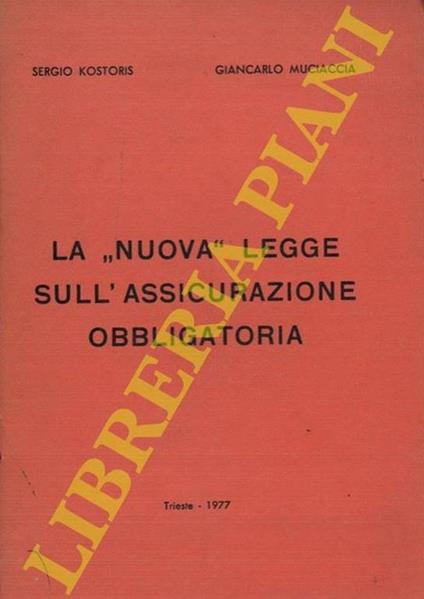 SERGIO KOSTORIS GIANCARLO MUCIACCIA
LA „NUOVA“ LEGGE
SULL'ASSICURAZIONE
OBBLIGATORIA
Trieste - 1977
LIBRERIA PIANI